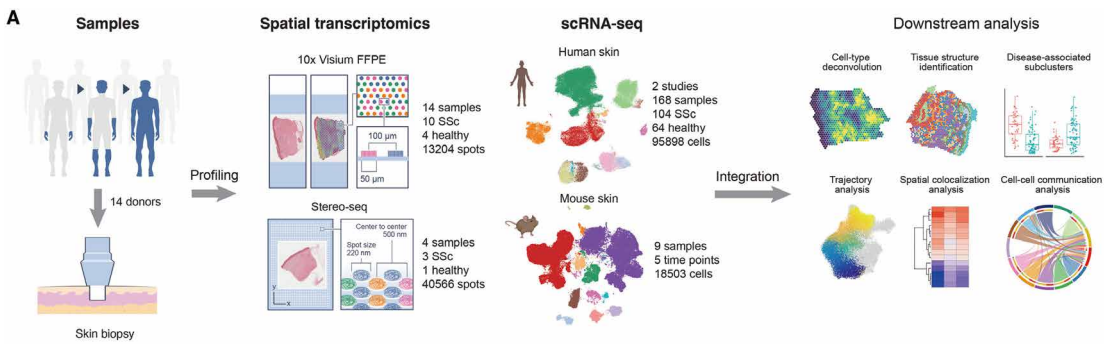 A
Samples
14 donors
Skin biopsy
Profiling
Spatial transcriptomics
10x Visium FFPE
100 µm
50 µm
14 samples
10 SSc
4 healthy
13204 spots
Stereo-seq
Center to center
500 nm
Spot size
220 nm
y
x
4 samples
3 SSc
1 healthy
40566 spots
scRNA-seq
Human skin
2 studies
168 samples
104 SSc
64 healthy
95898 cells
Mouse skin
9 samples
5 time points
18503 cells
Integration
Downstream analysis
Cell-type
deconvolution
Tissue structure
identification
Disease-associated
subclusters
Trajectory
analysis
Spatial colocalization
analysis
Cell-cell communication
analysis